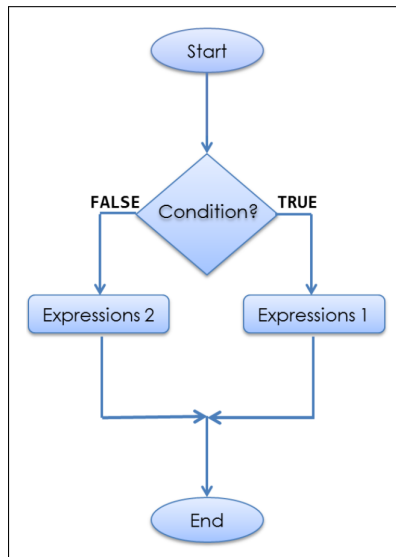 Start
FALSE
TRUE
Condition?
Expressions 2
Expressions 1
End